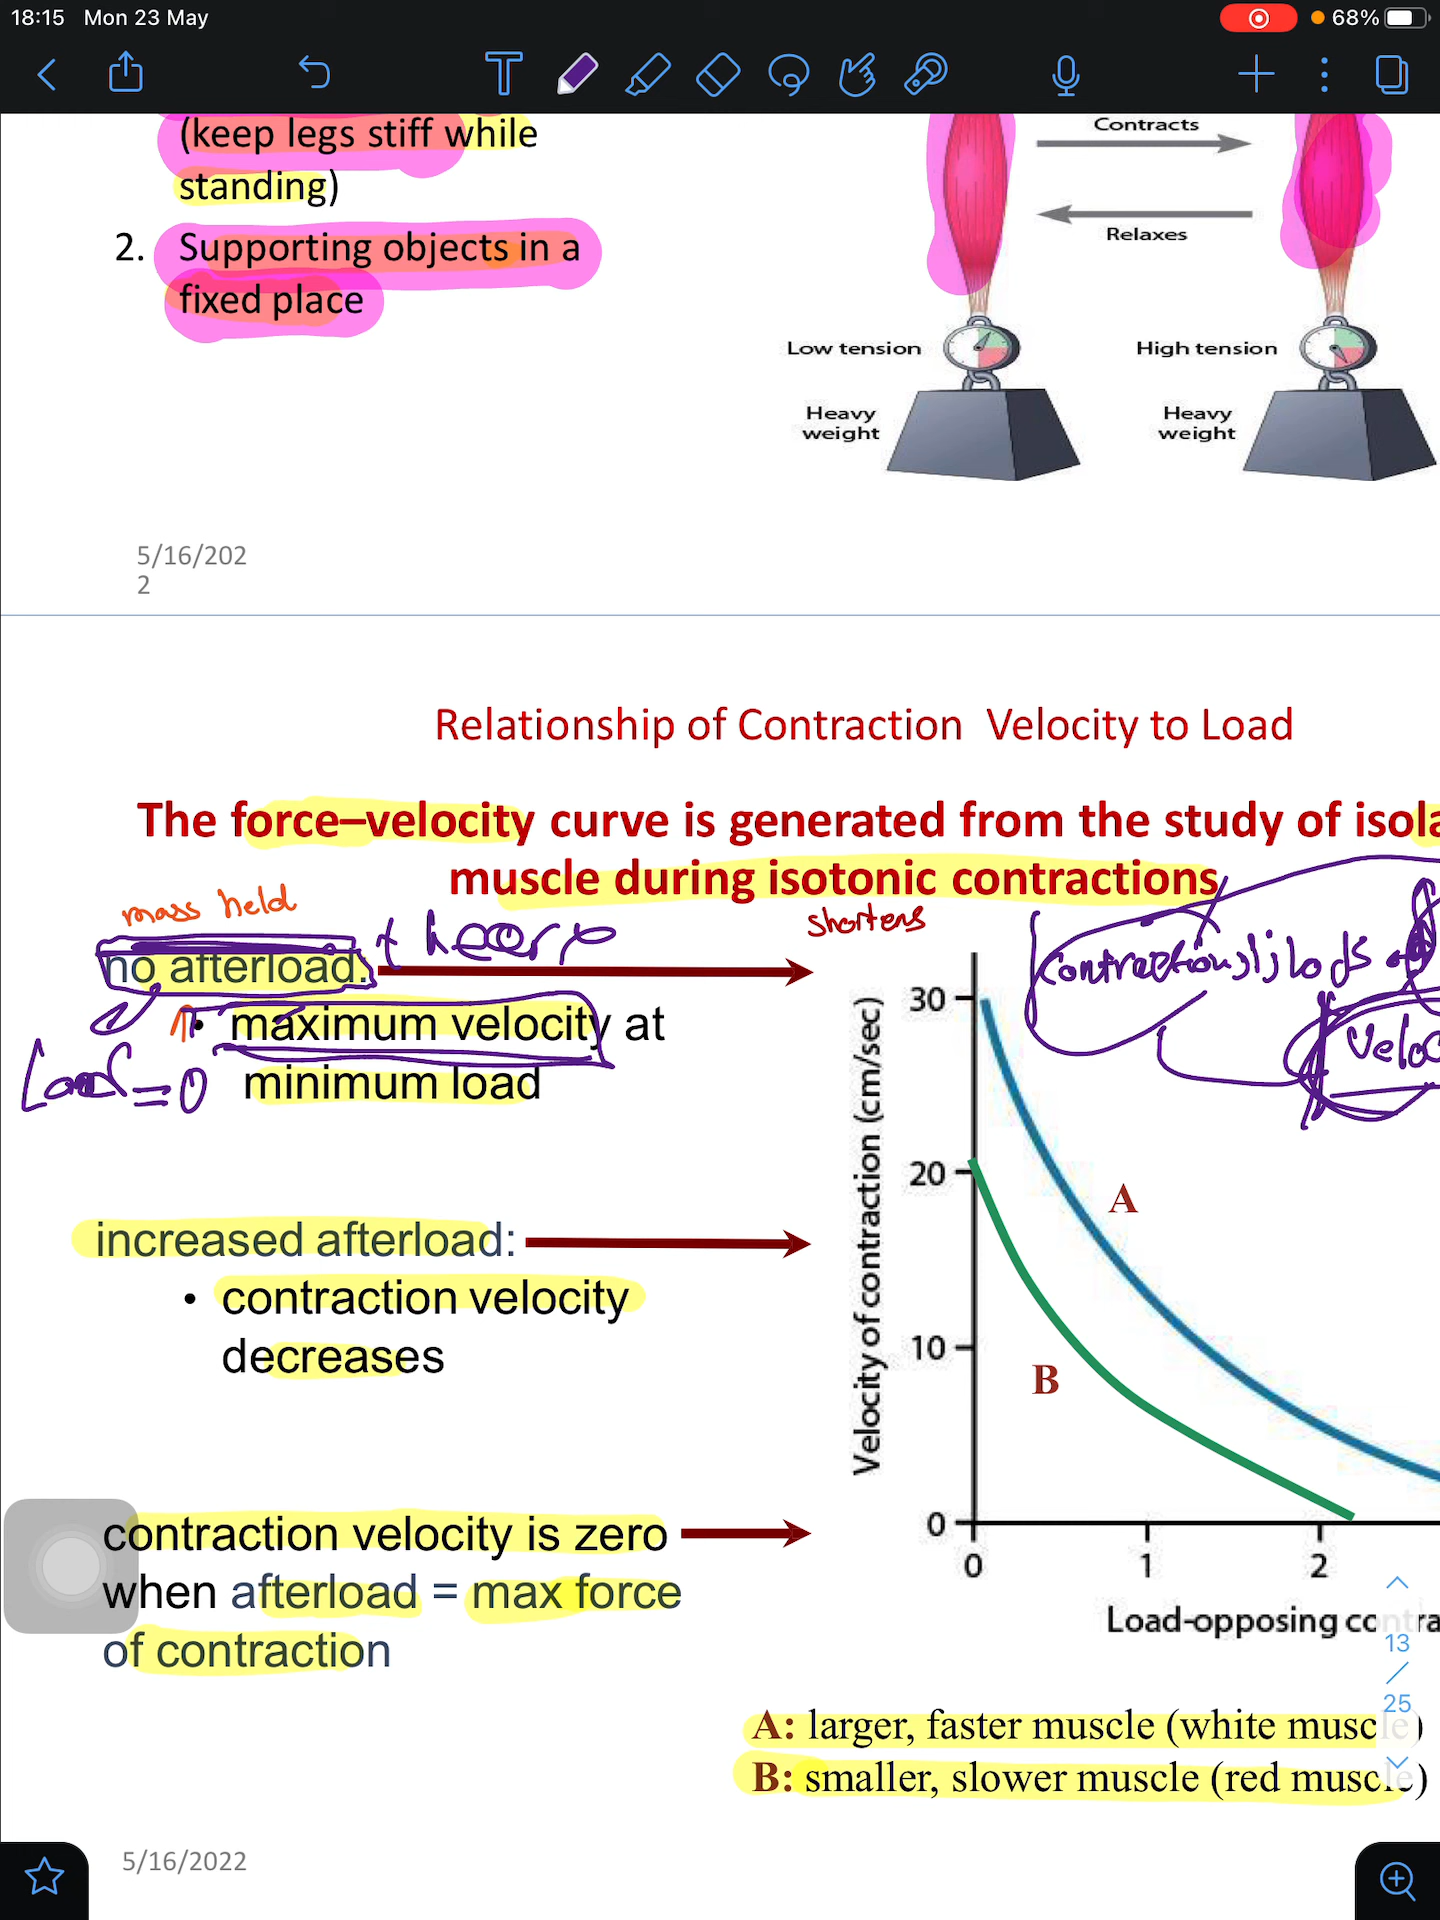 18:15 Mon 23 May
68%
(keep legs stiff while
standing)
2. Supporting objects in a
fixed place
Contracts
Relaxes
Low tension
High tension
Heavy
weight
Heavy
weight
5/16/202
2
Relationship of Contraction Velocity to Load
The force–velocity curve is generated from the study of isola
muscle during isotonic contractions
mass held
shortens
theory
no afterload:
• maximum velocity at
minimum load
Load = 0
increased afterload:
• contraction velocity
decreases
contraction velocity is zero
when afterload = max force
of contraction
Velocity of contraction (cm/sec)
30
20
10
0
A
B
0 1 2
Load-opposing contra
13
/
25
A: larger, faster muscle (white muscle)
B: smaller, slower muscle (red muscle)
5/16/2022